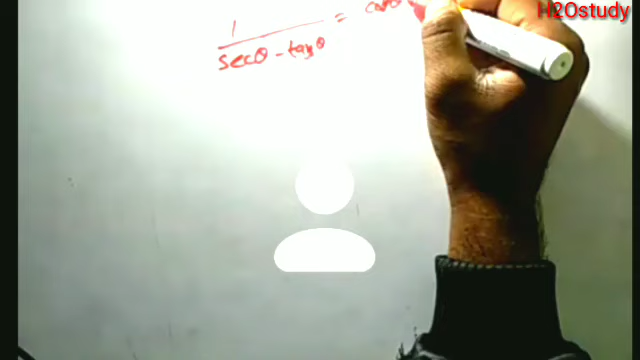 H2Ostudy
1
secθ - tanθ
=